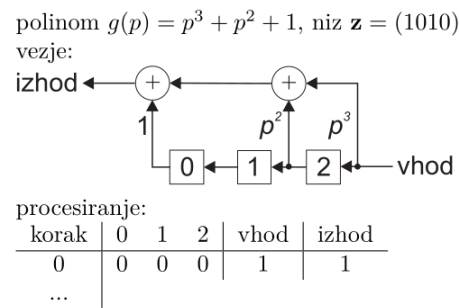 polinom g(p) = p³ + p² + 1, niz z = (1010)
vezje:
izhod + +
1 p² p³
0 1 2 vhod
procesiranje:
korak 0 1 2 vhod izhod
0 0 0 0 1 1
...